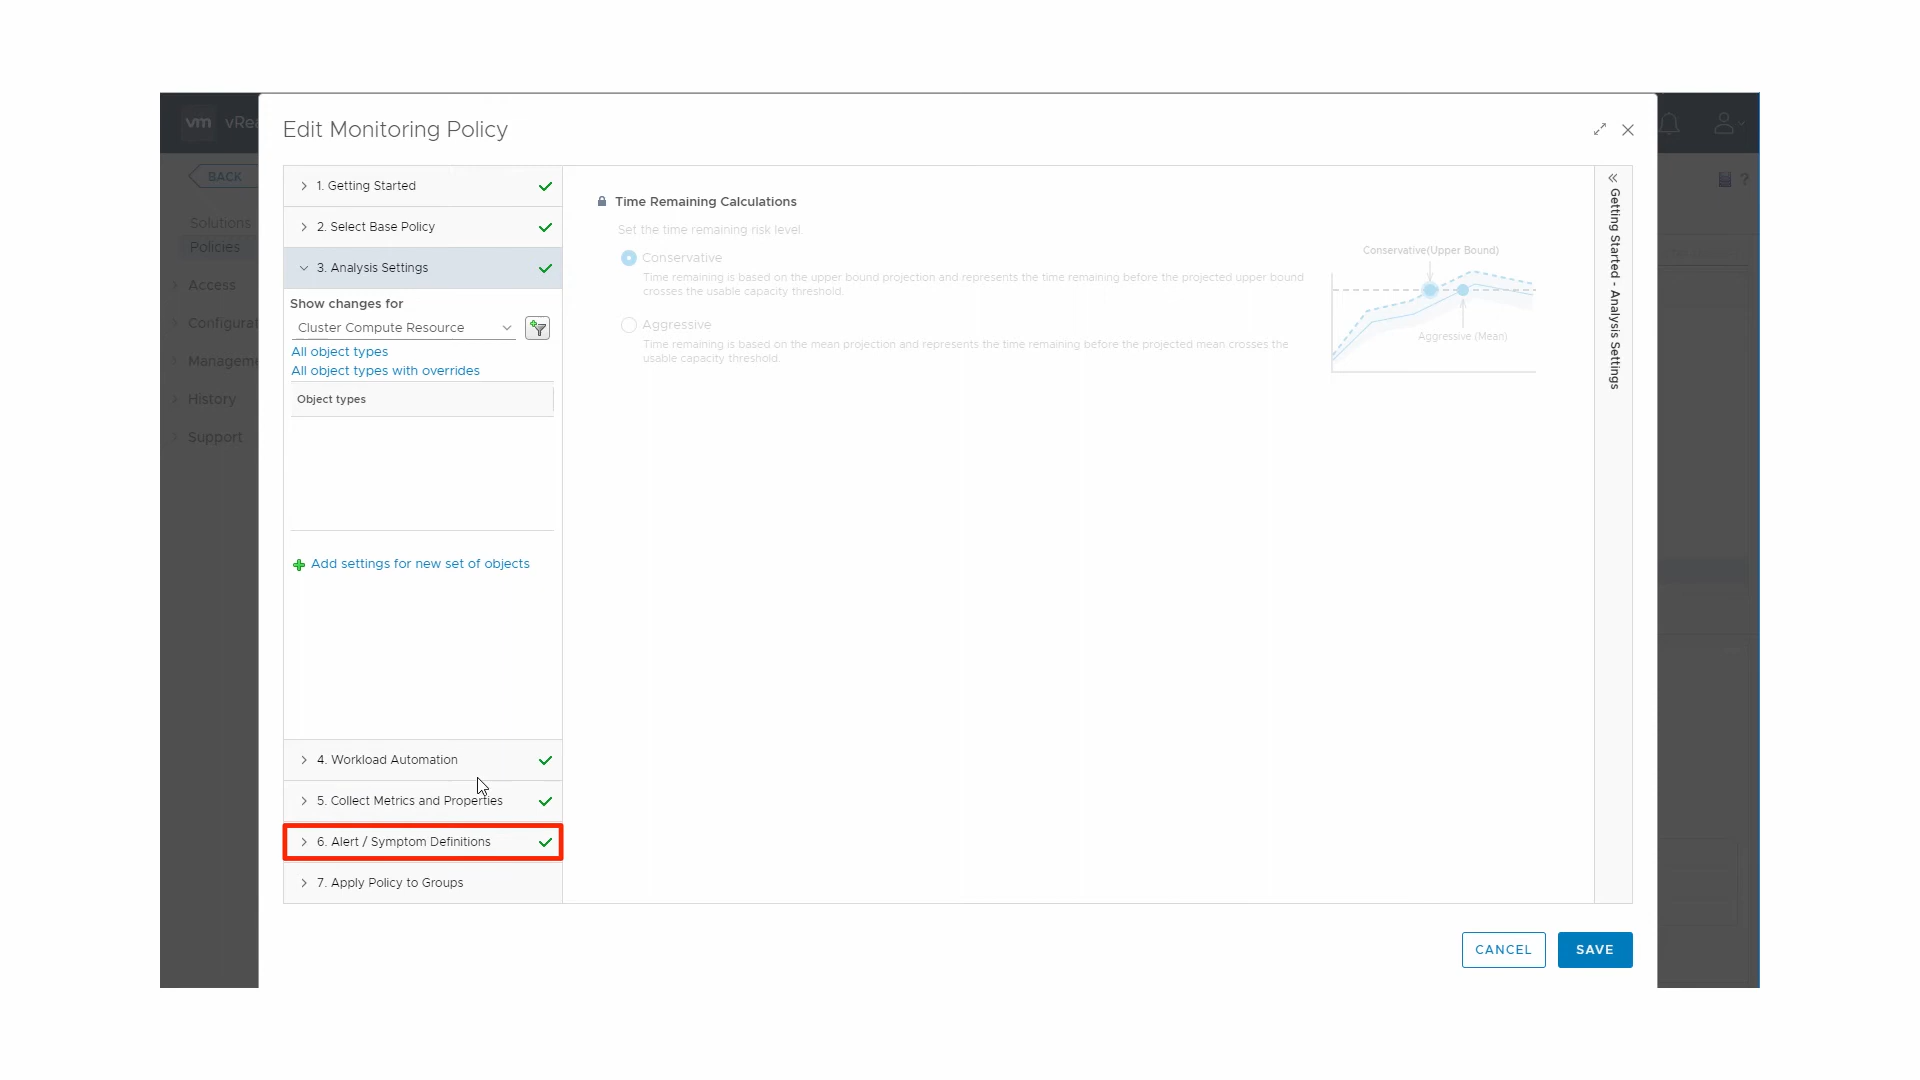 vm vRea
Edit Monitoring Policy
BACK
Solutions
Policies
Access
Configurat
Manageme
History
Support
?
1. Getting Started
2. Select Base Policy
3. Analysis Settings
Show changes for
Cluster Compute Resource
All object types
All object types with overrides
Object types
Add settings for new set of objects
4. Workload Automation
5. Collect Metrics and Properties
6. Alert / Symptom Definitions
7. Apply Policy to Groups
Time Remaining Calculations
Set the time remaining risk level.
Conservative
Time remaining is based on the upper bound projection and represents the time remaining before the projected upper bound
crosses the usable capacity threshold.
Aggressive
Time remaining is based on the mean projection and represents the time remaining before the projected mean crosses the
usable capacity threshold.
Conservative(Upper Bound)
Aggressive (Mean)
Getting Started - Analysis Settings
CANCEL
SAVE